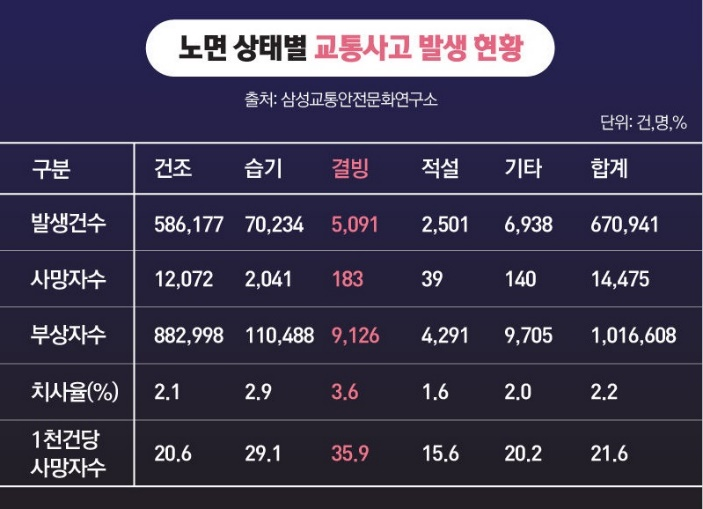 노면 상태별 교통사고 발생 현황
출처: 삼성교통안전문화연구소
단위: 건,명,%
구분 건조 습기 결빙 적설 기타 합계
발생건수 586,177 70,234 5,091 2,501 6,938 670,941
사망자수 12,072 2,041 183 39 140 14,475
부상자수 882,998 110,488 9,126 4,291 9,705 1,016,608
치사율(%) 2.1 2.9 3.6 1.6 2.0 2.2
1천건당
사망자수 20.6 29.1 35.9 15.6 20.2 21.6